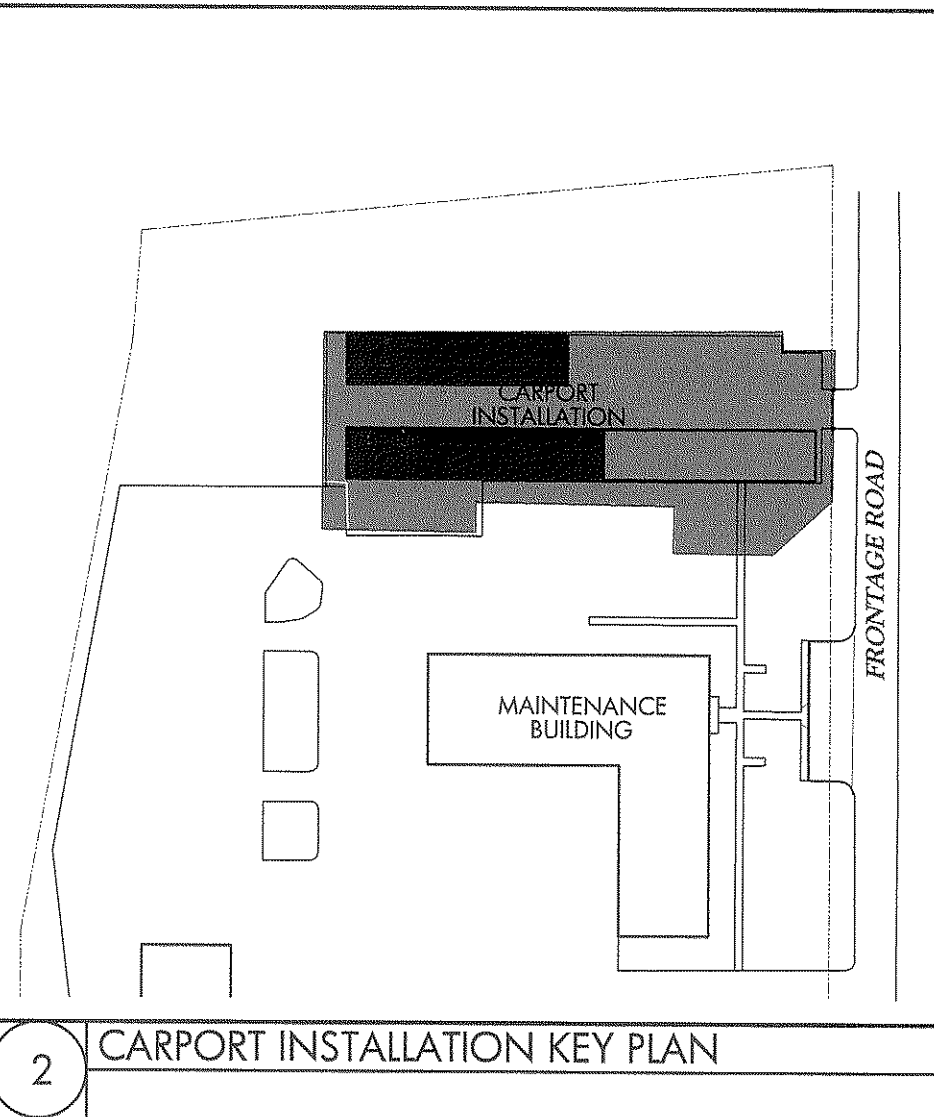 CARPORT
INSTALLATION
FRONTAGE ROAD
MAINTENANCE
BUILDING
2
CARPORT INSTALLATION KEY PLAN